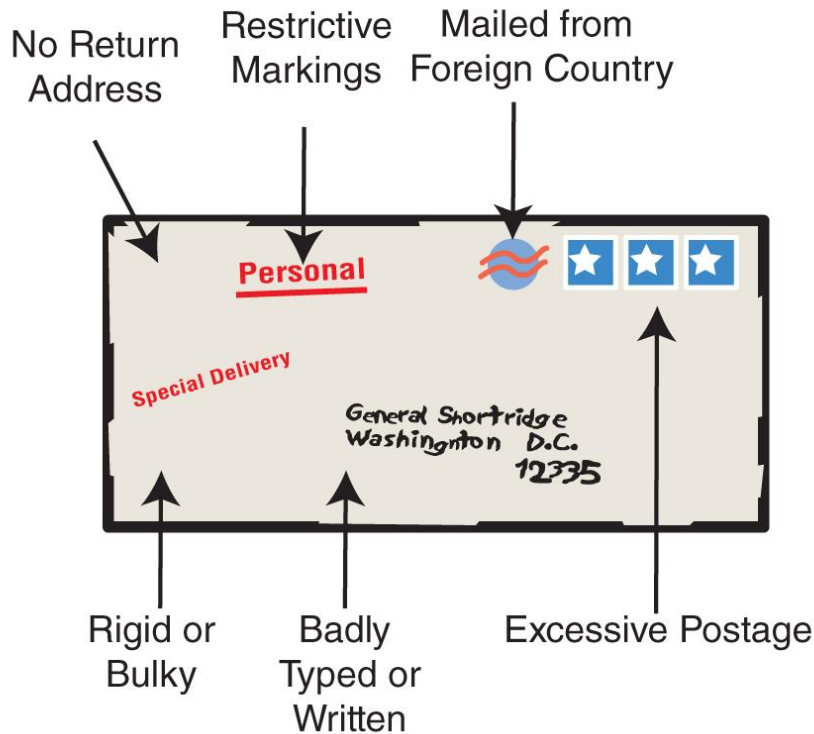 No Return
Address
Restrictive
Markings
Mailed from
Foreign Country
Personal
Special Delivery
General Shortridge
Washingnton D.C.
12335
Rigid or
Bulky
Badly
Typed or
Written
Excessive Postage